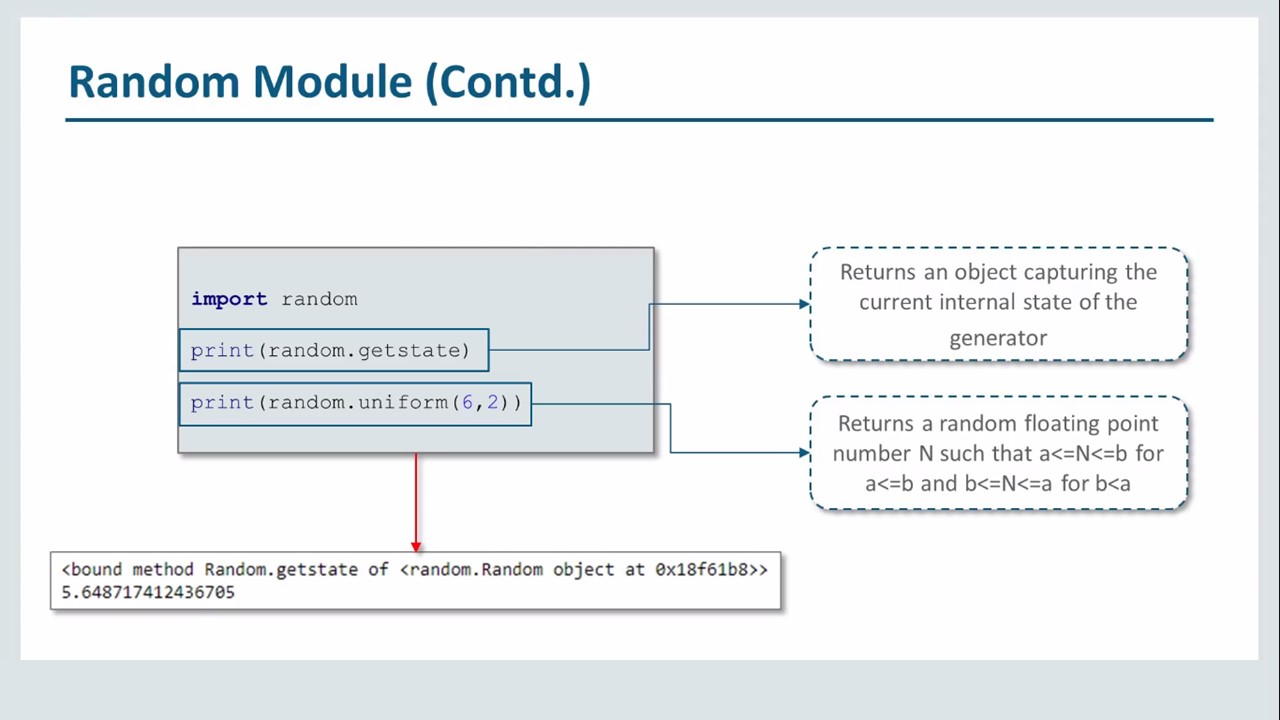 Random Module (Contd.)
import random
print(random.getstate)
print(random.uniform(6,2))
Returns an object capturing the
current internal state of the
generator
Returns a random floating point
number N such that a<=N<=b for
a<=b and b<=N<=a for b<a
<bound method Random.getstate of <random.Random object at 0x18f61b8>>
5.648717412436705